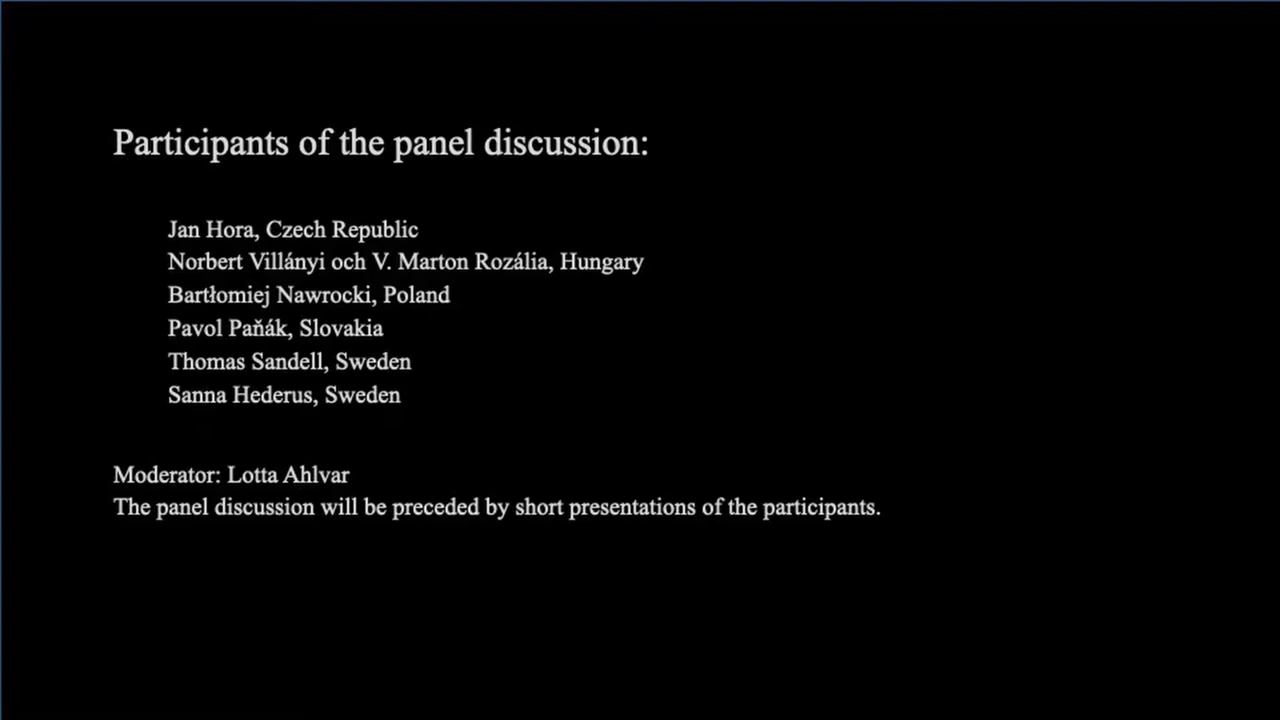 Participants of the panel discussion:
Jan Hora, Czech Republic
Norbert Villányi och V. Marton Rozália, Hungary
Bartłomiej Nawrocki, Poland
Pavol Paňák, Slovakia
Thomas Sandell, Sweden
Sanna Hederus, Sweden
Moderator: Lotta Ahlvar
The panel discussion will be preceded by short presentations of the participants.